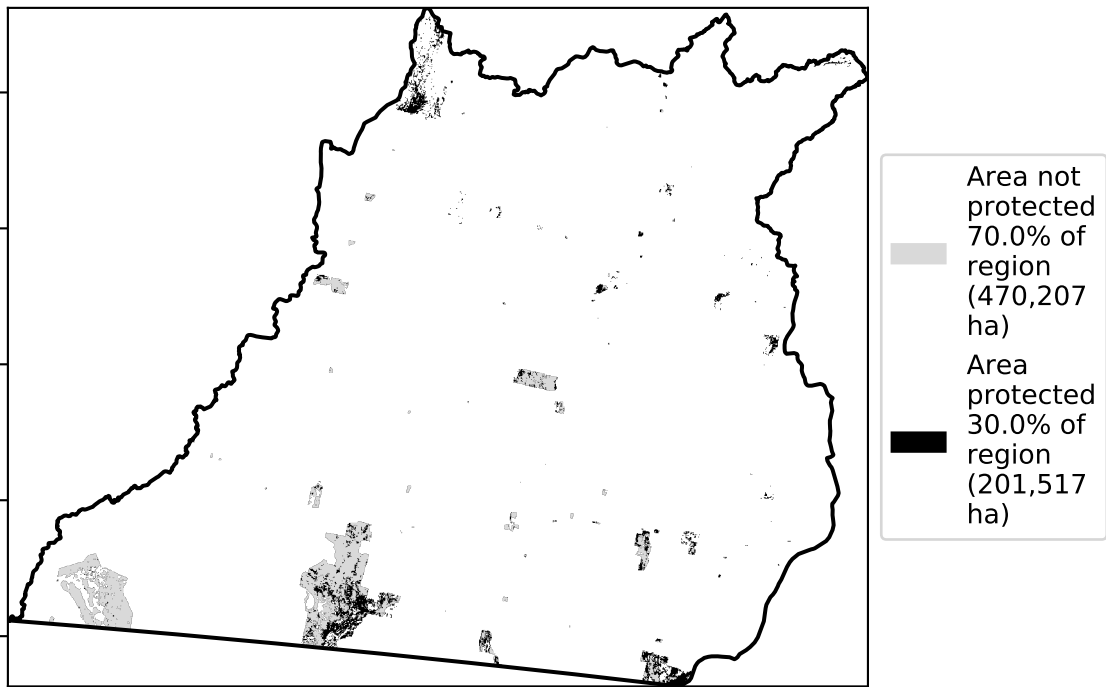 Area not
protected
70.0% of
region
(470,207
ha)
Area
protected
30.0% of
region
(201,517
ha)